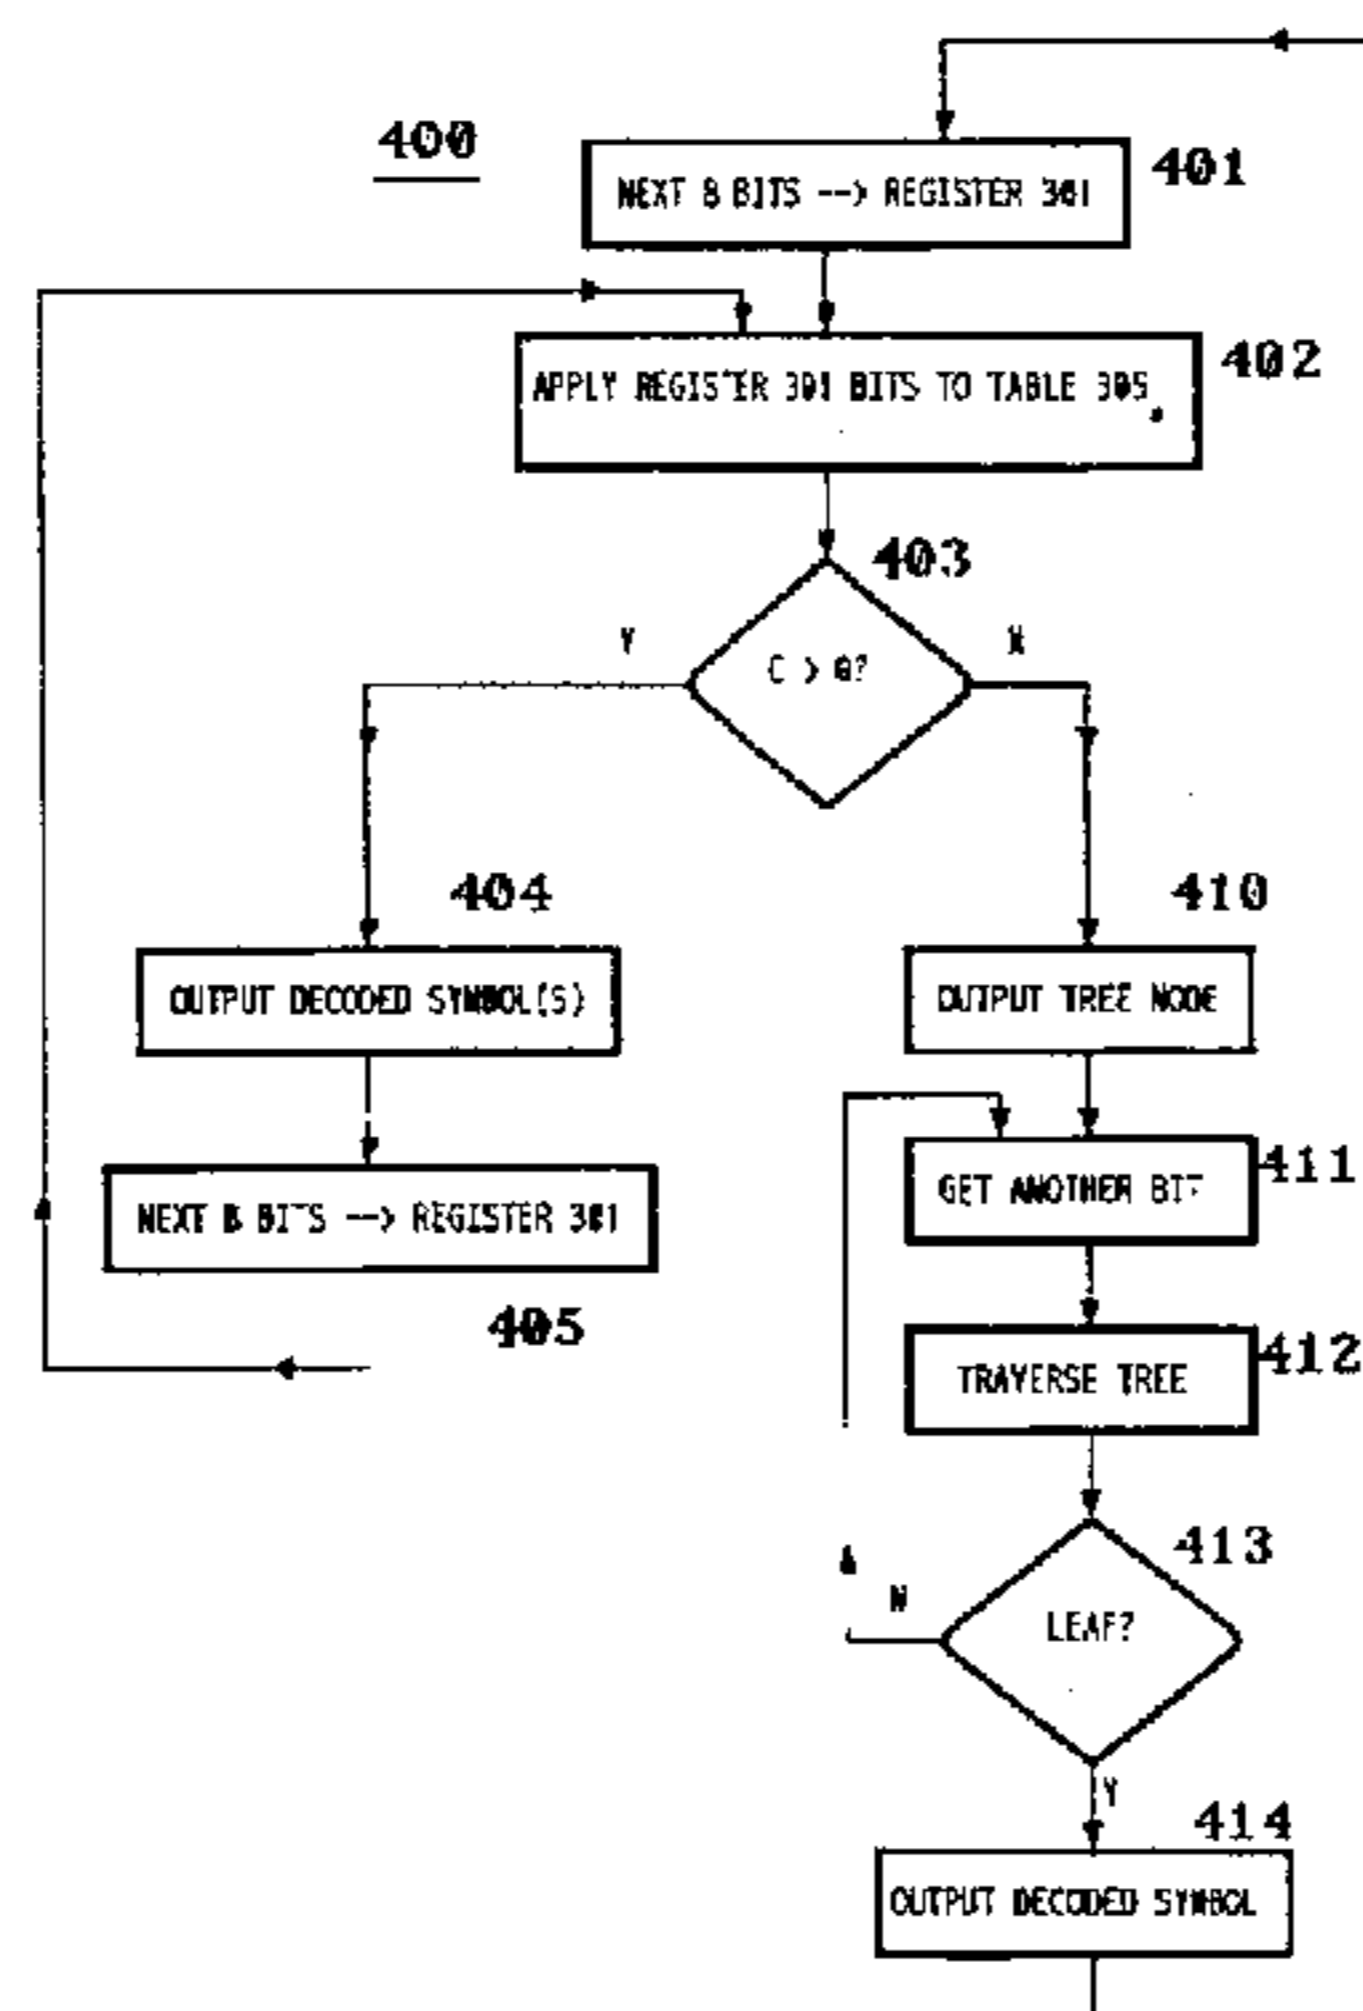 400
NEXT B BITS --> REGISTER 301
401
APPLY REGISTER 301 BITS TO TABLE 305.
402
403
Y
C > 0?
N
404
410
OUTPUT DECODED SYMBOL(S)
OUTPUT TREE NODE
GET ANOTHER BIT
411
NEXT B BITS --> REGISTER 301
405
TRAVERSE TREE
412
413
N
LEAF?
Y
414
OUTPUT DECODED SYMBOL